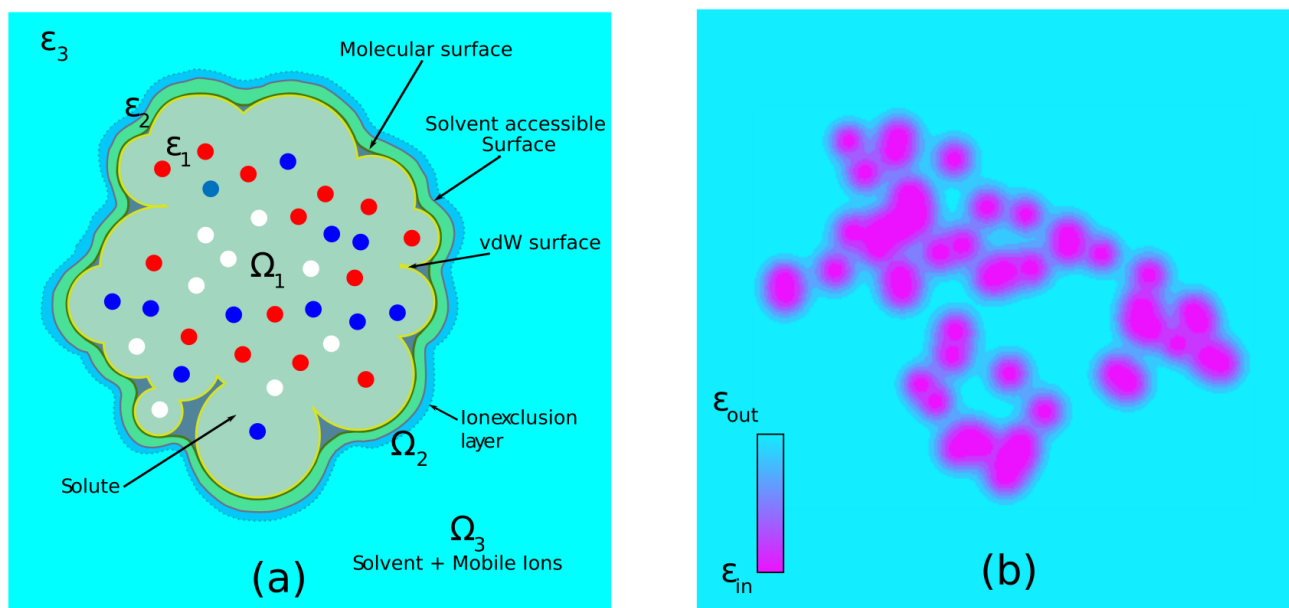 ε3
Molecular surface
ε2
Solvent accessible
Surface
ε1
vdW surface
Ω1
Ionexclusion
layer
Ω2
Solute
Ω3
Solvent + Mobile Ions
(a)
εout
εin
(b)